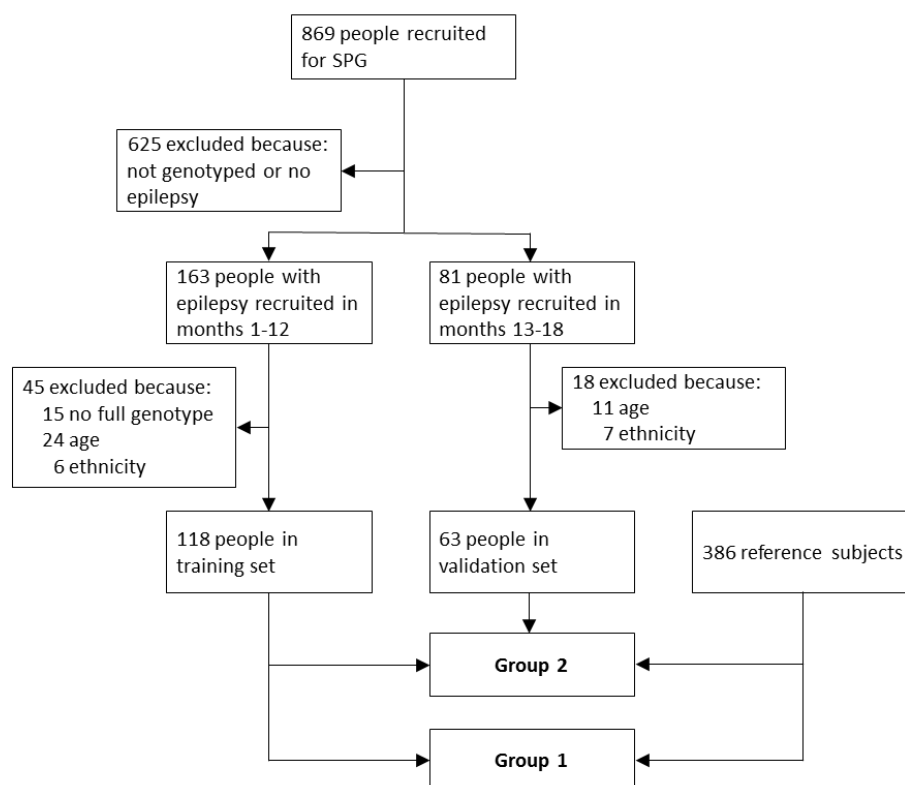 869 people recruited
for SPG
625 excluded because:
not genotyped or no
epilepsy
163 people with
epilepsy recruited in
months 1-12
81 people with
epilepsy recruited in
months 13-18
45 excluded because:
15 no full genotype
24 age
6 ethnicity
18 excluded because:
11 age
7 ethnicity
118 people in
training set
63 people in
validation set
386 reference subjects
Group 2
Group 1